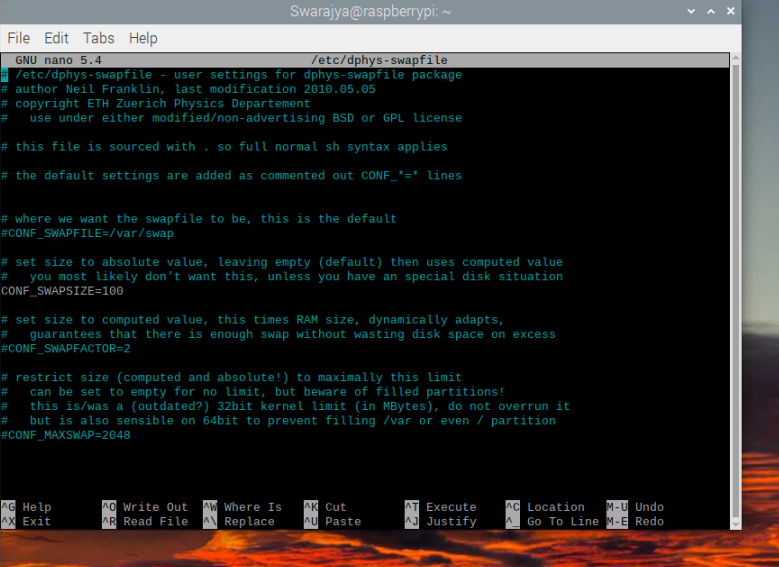 Swarajya@raspberrypi: ~
File Edit Tabs Help
GNU nano 5.4 /etc/dphys-swapfile
# /etc/dphys-swapfile - user settings for dphys-swapfile package
# author Neil Franklin, last modification 2010.05.05
# copyright ETH Zuerich Physics Departement
#   use under either modified/non-advertising BSD or GPL license
# this file is sourced with . so full normal sh syntax applies
# the default settings are added as commented out CONF_*=* lines
# where we want the swapfile to be, this is the default
#CONF_SWAPFILE=/var/swap
# set size to absolute value, leaving empty (default) then uses computed value
#   you most likely don't want this, unless you have an special disk situation
CONF_SWAPSIZE=100
# set size to computed value, this times RAM size, dynamically adapts,
#   guarantees that there is enough swap without wasting disk space on excess
#CONF_SWAPFACTOR=2
# restrict size (computed and absolute!) to maximally this limit
#   can be set to empty for no limit, but beware of filled partitions!
#   this is/was a (outdated?) 32bit kernel limit (in MBytes), do not overrun it
#   but is also sensible on 64bit to prevent filling /var or even / partition
#CONF_MAXSWAP=2048
^G Help ^O Write Out ^W Where Is ^K Cut ^T Execute ^C Location M-U Undo
^X Exit ^R Read File ^\ Replace ^U Paste ^J Justify ^_ Go To Line M-E Redo